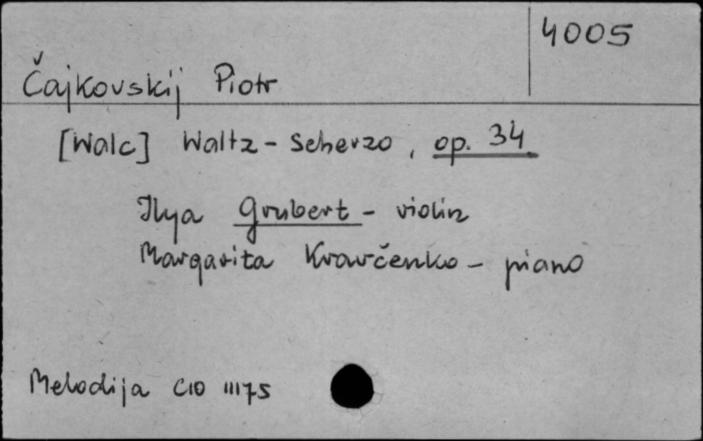 4005
Čajkovskij Piotr
[Walc] Waltz - Scherzo, op. 34
Ilya Grubert - violin
Margarita Kravčenko - piano
Melodija C10 11175